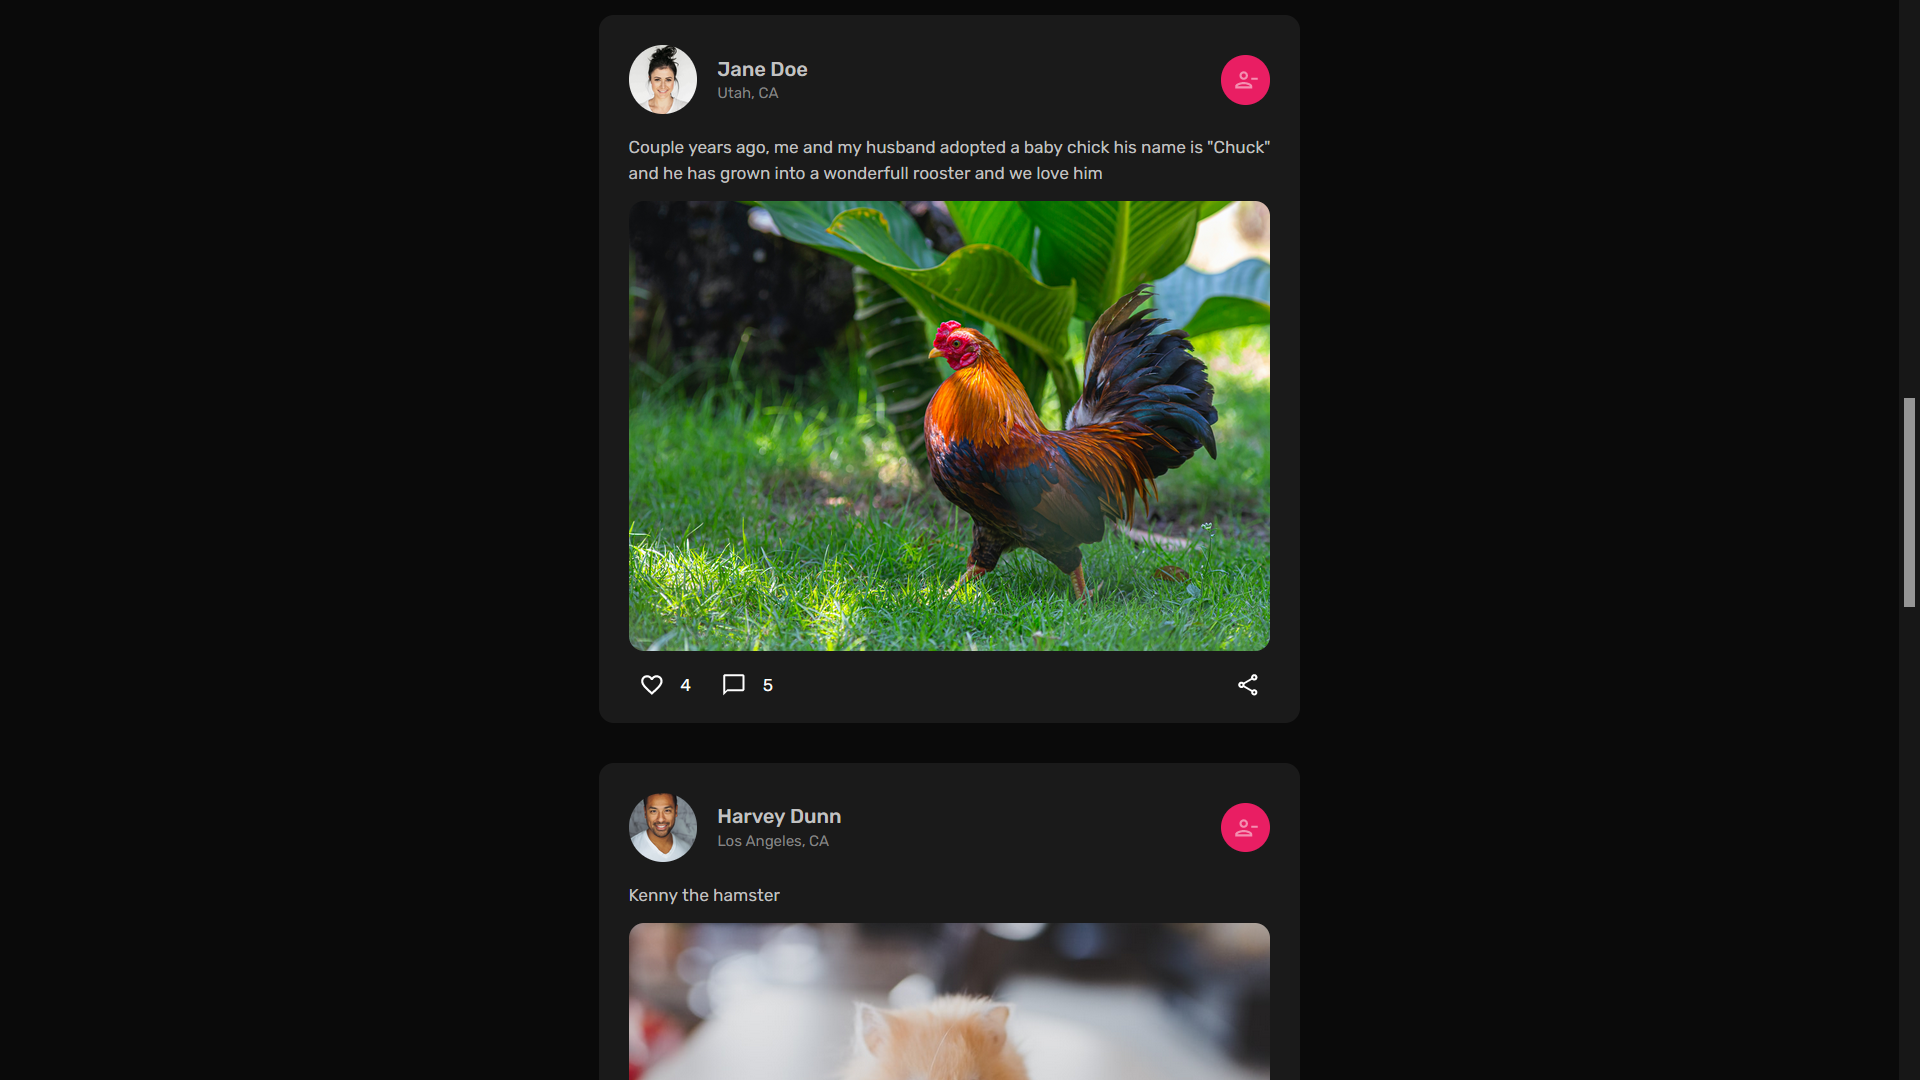 Jane Doe
Utah, CA
Couple years ago, me and my husband adopted a baby chick his name is "Chuck"
and he has grown into a wonderfull rooster and we love him
4
5
Harvey Dunn
Los Angeles, CA
Kenny the hamster